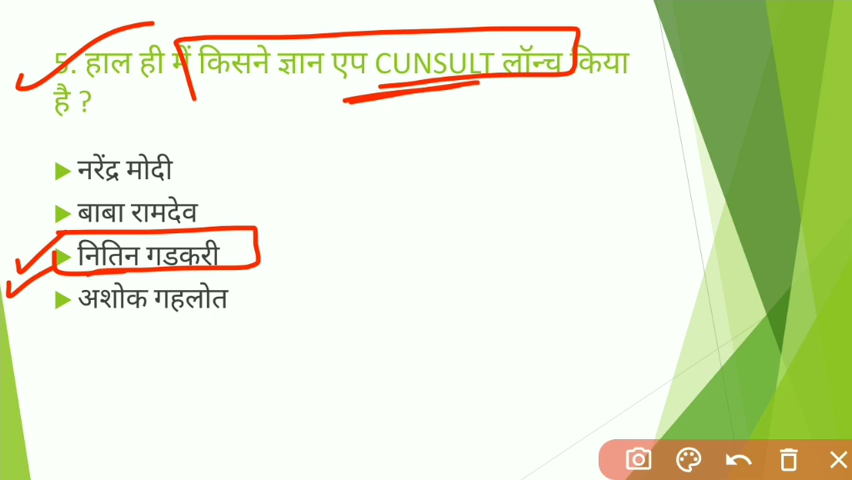 5. हाल ही में किसने ज्ञान एप CUNSULT लॉन्च किया
है ?
नरेंद्र मोदी
बाबा रामदेव
नितिन गडकरी
अशोक गहलोत